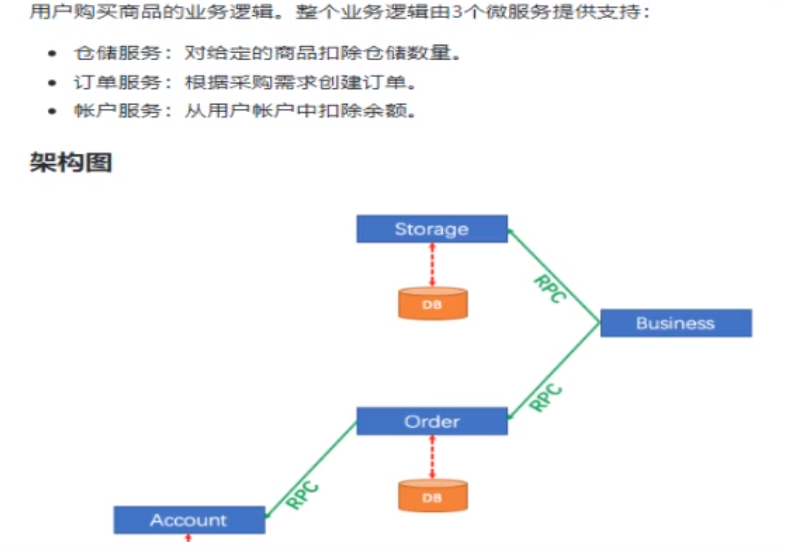 用户购买商品的业务逻辑。整个业务逻辑由3个微服务提供支持：
• 仓储服务：对给定的商品扣除仓储数量。
• 订单服务：根据采购需求创建订单。
• 帐户服务：从用户帐户中扣除余额。
架构图
Storage
RPC
DB
Business
RPC
Order
RPC
DB
Account